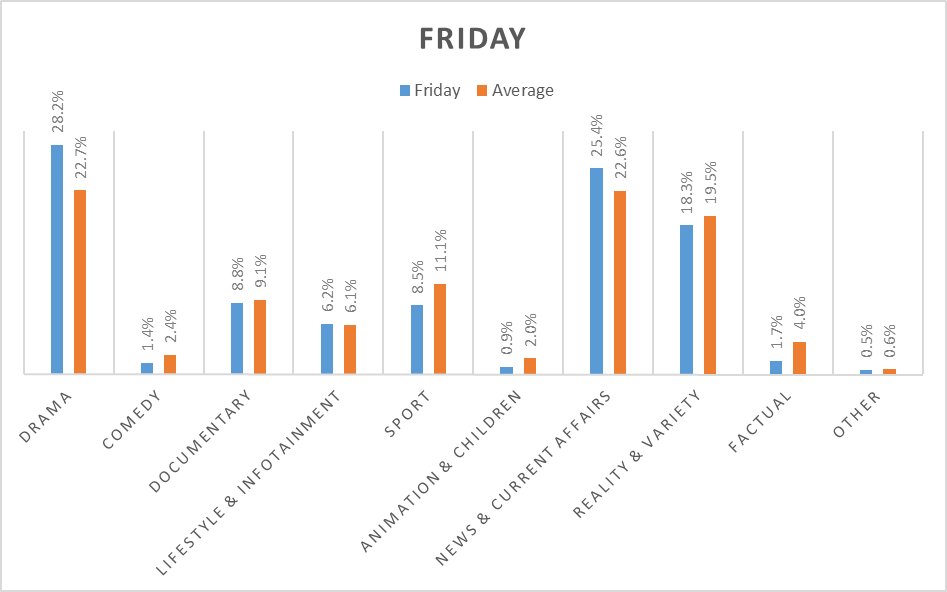 FRIDAY
Friday Average
28.2% 22.7%
1.4% 2.4%
8.8% 9.1%
6.2% 6.1%
8.5% 11.1%
0.9% 2.0%
25.4% 22.6%
18.3% 19.5%
1.7% 4.0%
0.5% 0.6%
DRAMA
COMEDY
DOCUMENTARY
LIFESTYLE & INFOTAINMENT
SPORT
ANIMATION & CHILDREN
NEWS & CURRENT AFFAIRS
REALITY & VARIETY
FACTUAL
OTHER